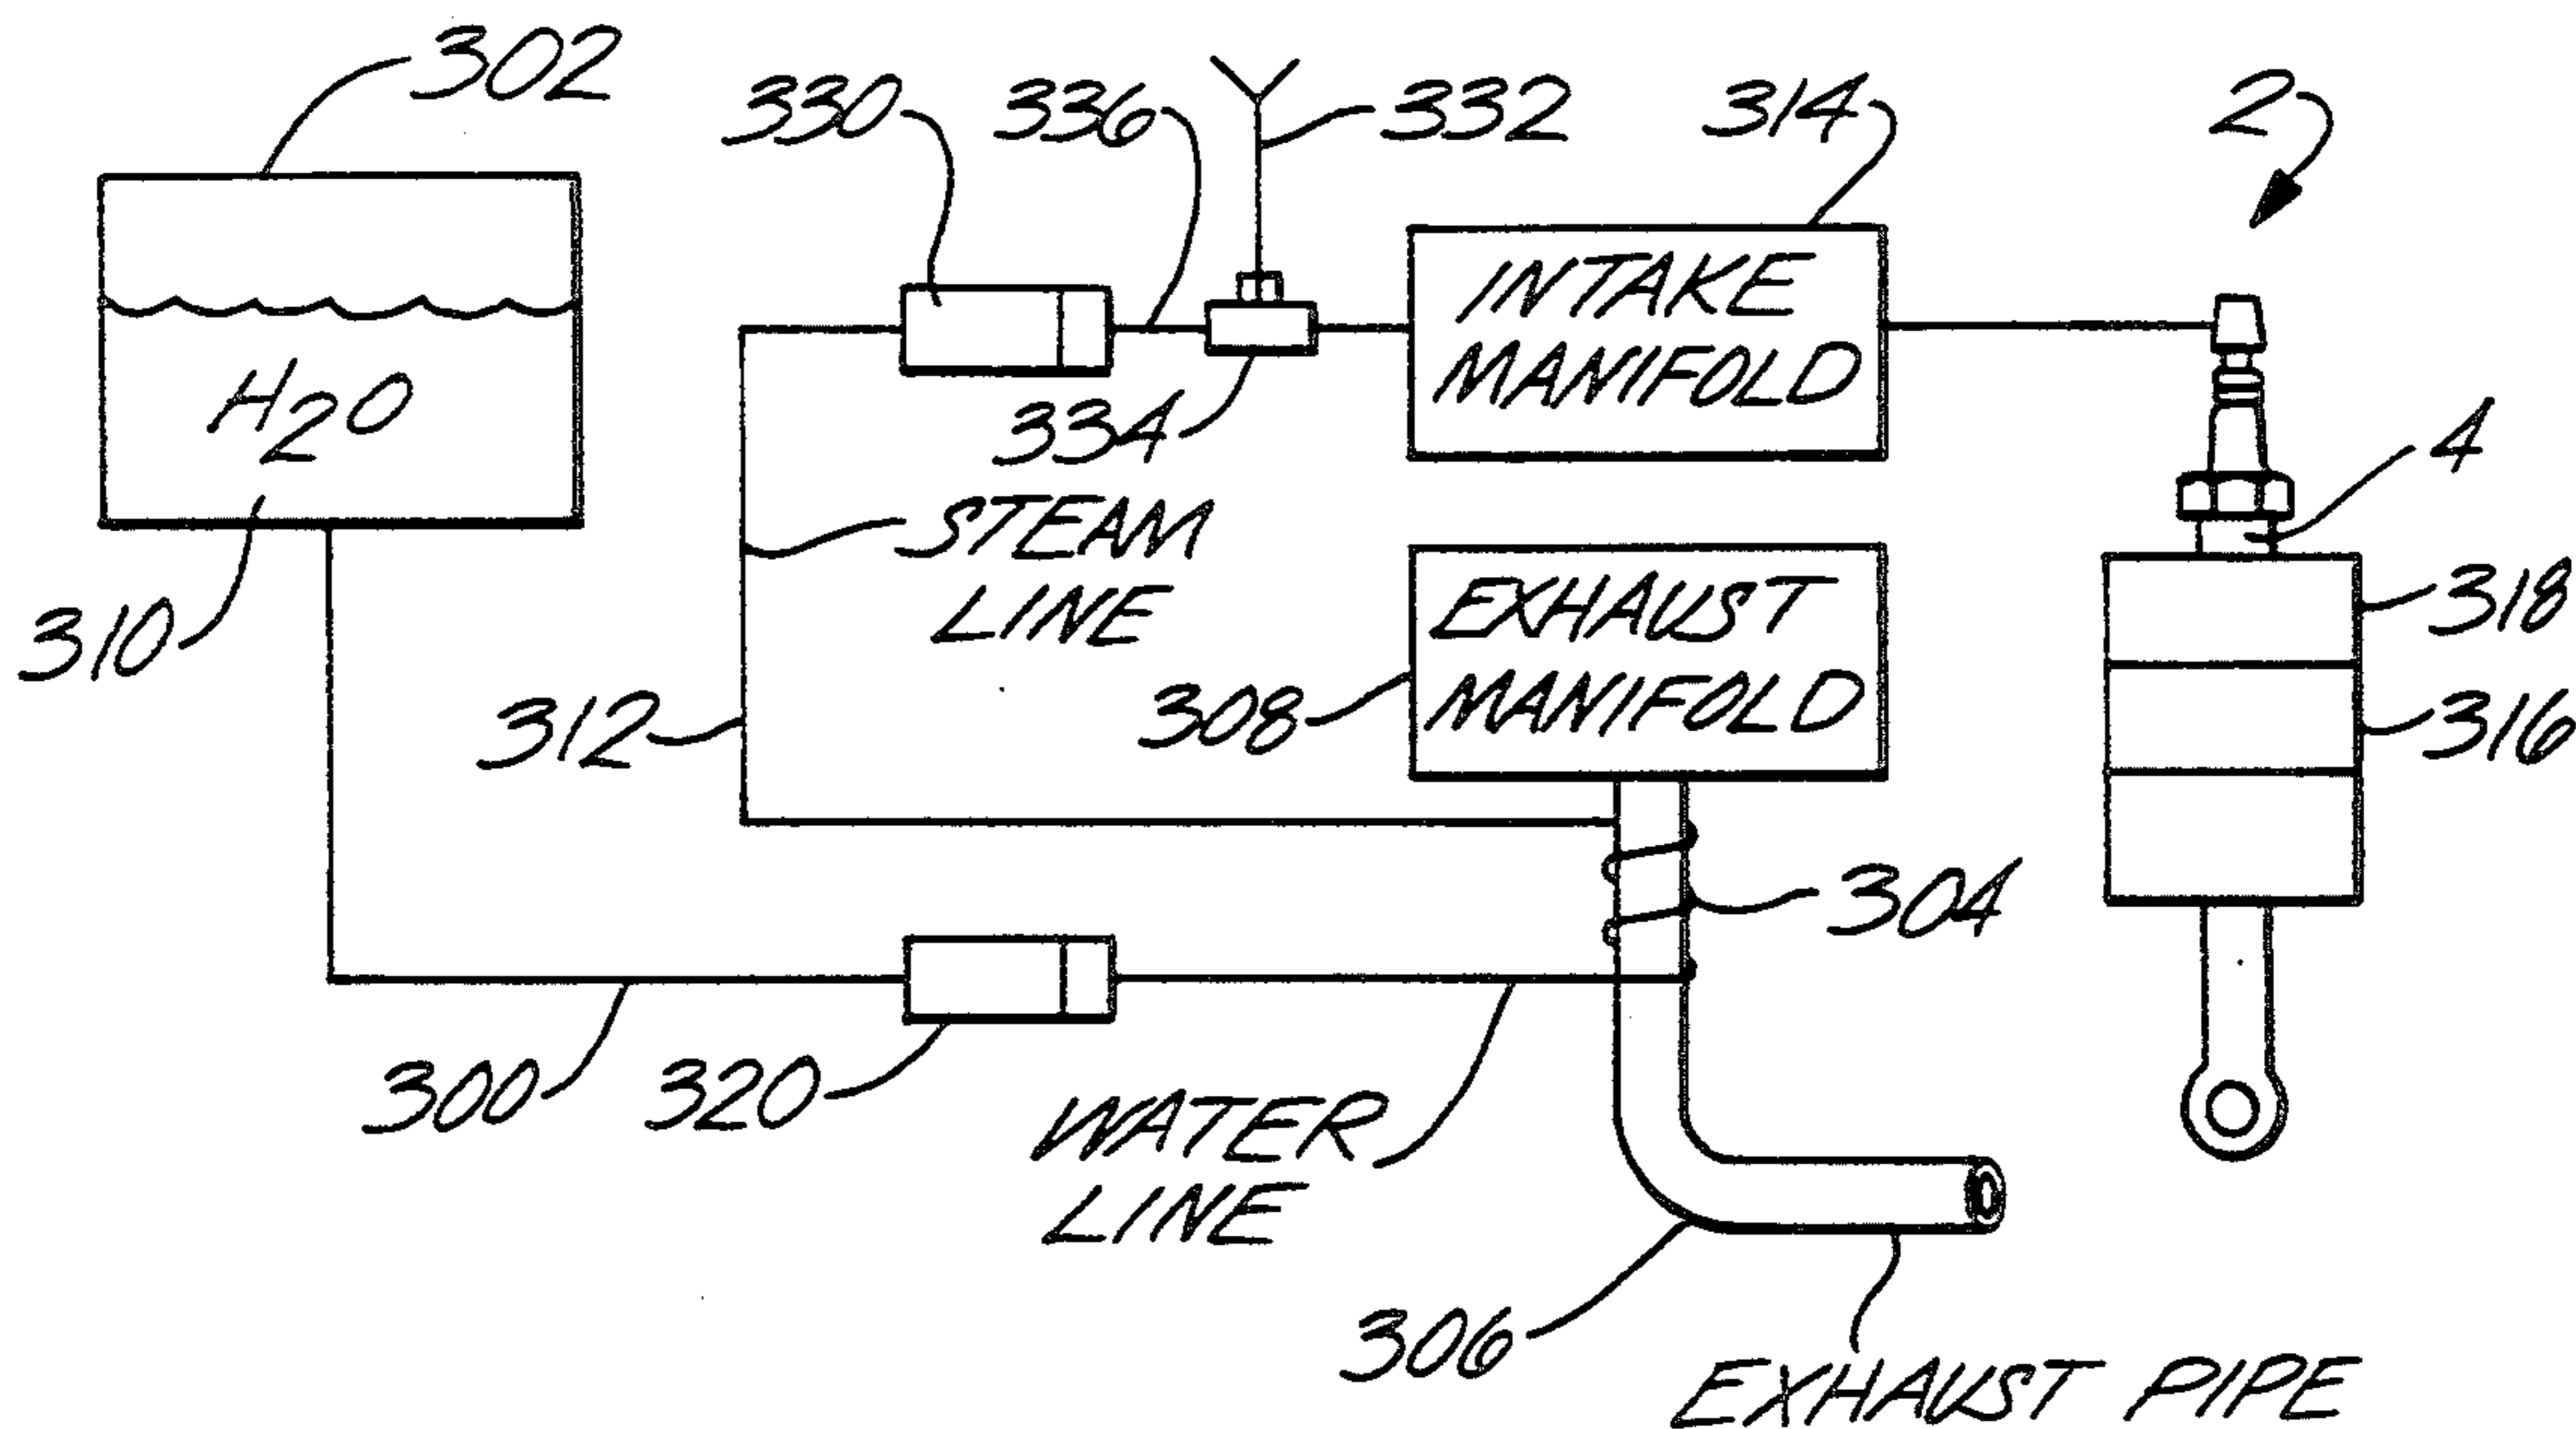 302
330
336
332
314
2
H2O
310
334
INTAKE
MANIFOLD
4
STEAM
LINE
312
EXHAUST
MANIFOLD
308
318
316
304
300
320
WATER
LINE
306
EXHAUST PIPE